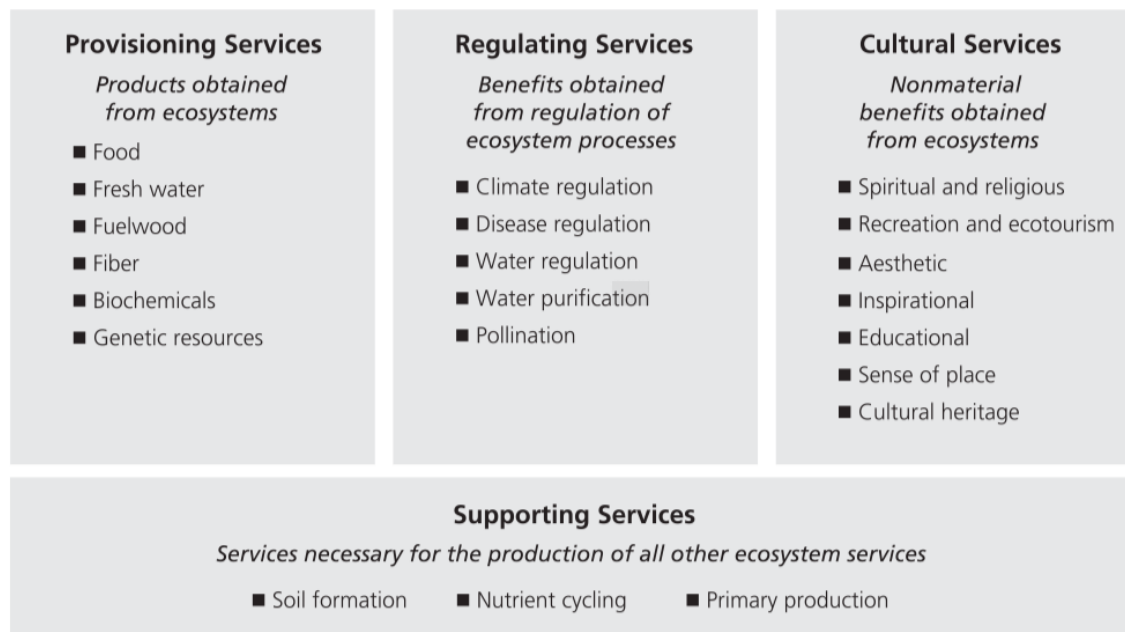 Provisioning Services
Products obtained
from ecosystems
■ Food
■ Fresh water
■ Fuelwood
■ Fiber
■ Biochemicals
■ Genetic resources
Regulating Services
Benefits obtained
from regulation of
ecosystem processes
■ Climate regulation
■ Disease regulation
■ Water regulation
■ Water purification
■ Pollination
Cultural Services
Nonmaterial
benefits obtained
from ecosystems
■ Spiritual and religious
■ Recreation and ecotourism
■ Aesthetic
■ Inspirational
■ Educational
■ Sense of place
■ Cultural heritage
Supporting Services
Services necessary for the production of all other ecosystem services
■ Soil formation ■ Nutrient cycling ■ Primary production